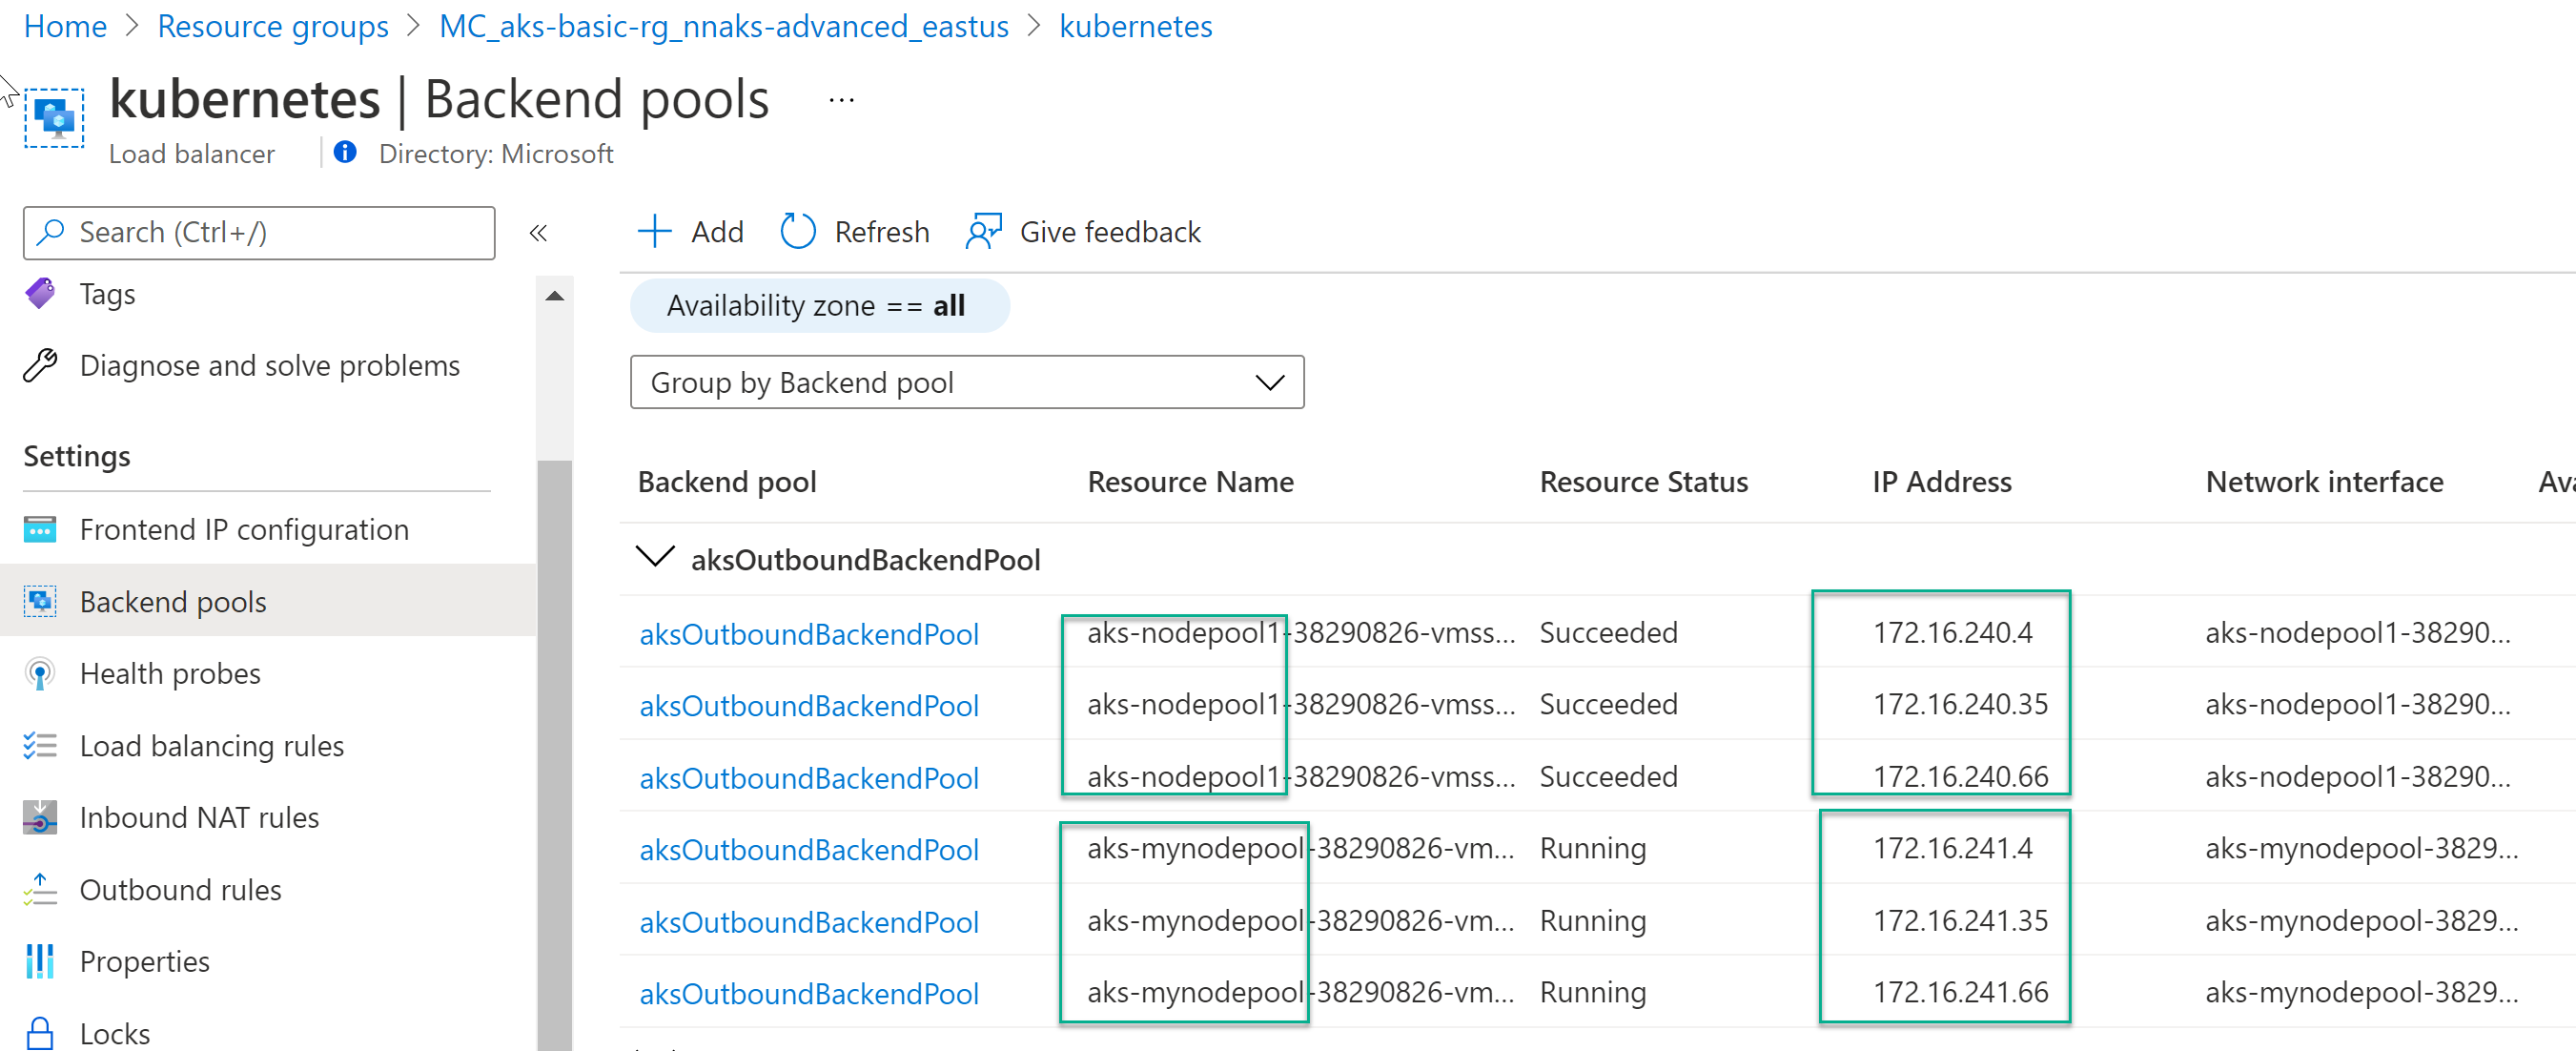 Home > Resource groups > MC_aks-basic-rg_nnaks-advanced_eastus > kubernetes
kubernetes | Backend pools ...
Load balancer
Directory: Microsoft
Search (Ctrl+/)
«
Tags
Diagnose and solve problems
Settings
Frontend IP configuration
Backend pools
Health probes
Load balancing rules
Inbound NAT rules
Outbound rules
Properties
Locks
Add Refresh Give feedback
Availability zone == all
Group by Backend pool
Backend pool Resource Name Resource Status IP Address Network interface Ava
aksOutboundBackendPool
aksOutboundBackendPool aks-nodepool1-38290826-vmss... Succeeded 172.16.240.4 aks-nodepool1-38290...
aksOutboundBackendPool aks-nodepool1-38290826-vmss... Succeeded 172.16.240.35 aks-nodepool1-38290...
aksOutboundBackendPool aks-nodepool1-38290826-vmss... Succeeded 172.16.240.66 aks-nodepool1-38290...
aksOutboundBackendPool aks-mynodepool-38290826-vm... Running 172.16.241.4 aks-mynodepool-3829...
aksOutboundBackendPool aks-mynodepool-38290826-vm... Running 172.16.241.35 aks-mynodepool-3829...
aksOutboundBackendPool aks-mynodepool-38290826-vm... Running 172.16.241.66 aks-mynodepool-3829...